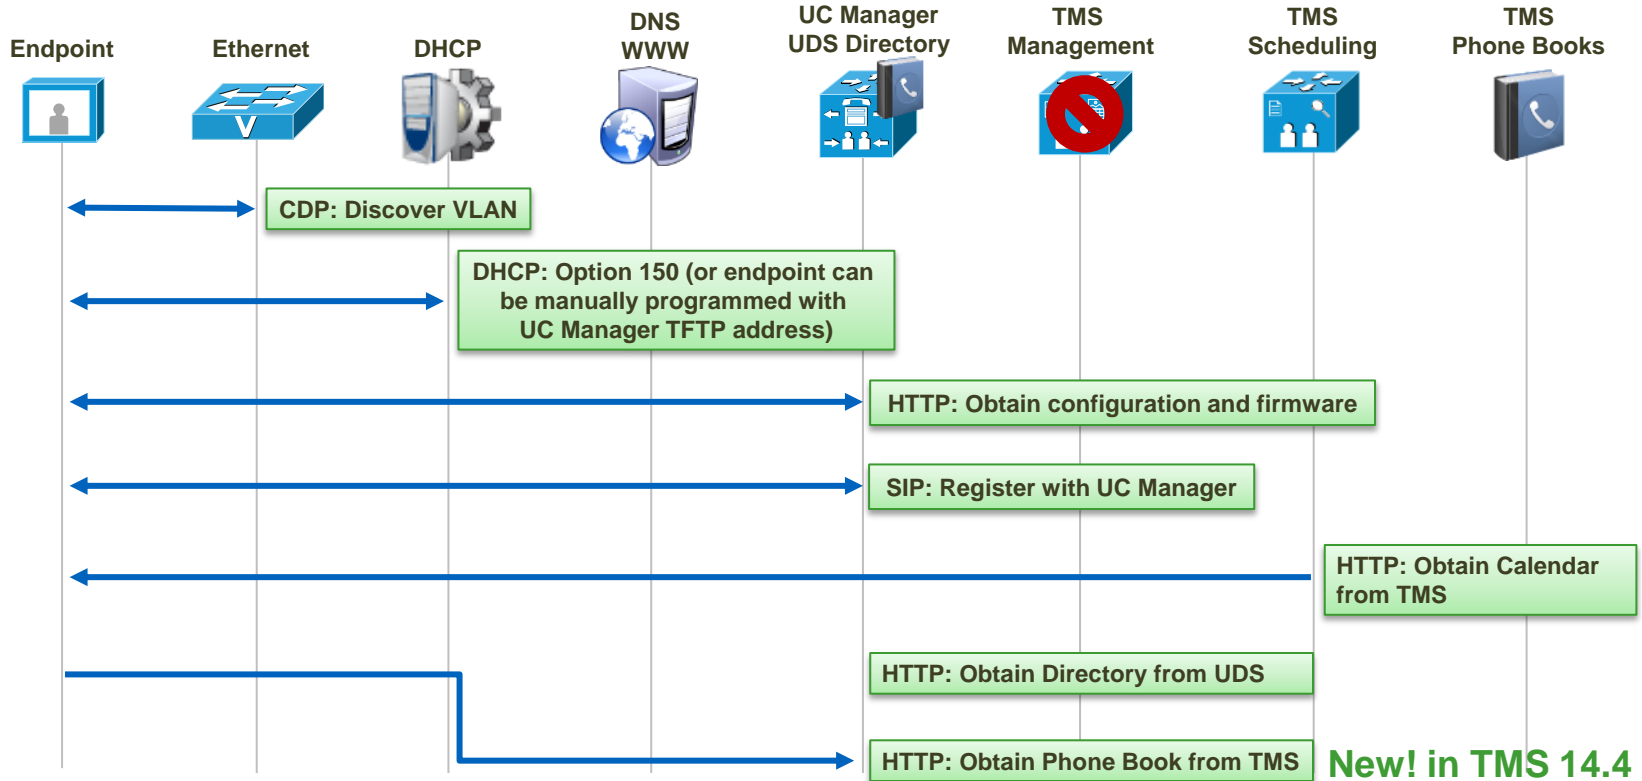 Endpoint
Ethernet
DHCP
DNS
WWW
UC Manager
UDS Directory
TMS
Management
TMS
Scheduling
TMS
Phone Books
V
CDP: Discover VLAN
DHCP: Option 150 (or endpoint can
be manually programmed with
UC Manager TFTP address)
HTTP: Obtain configuration and firmware
SIP: Register with UC Manager
HTTP: Obtain Calendar
from TMS
HTTP: Obtain Directory from UDS
HTTP: Obtain Phone Book from TMS
New! in TMS 14.4